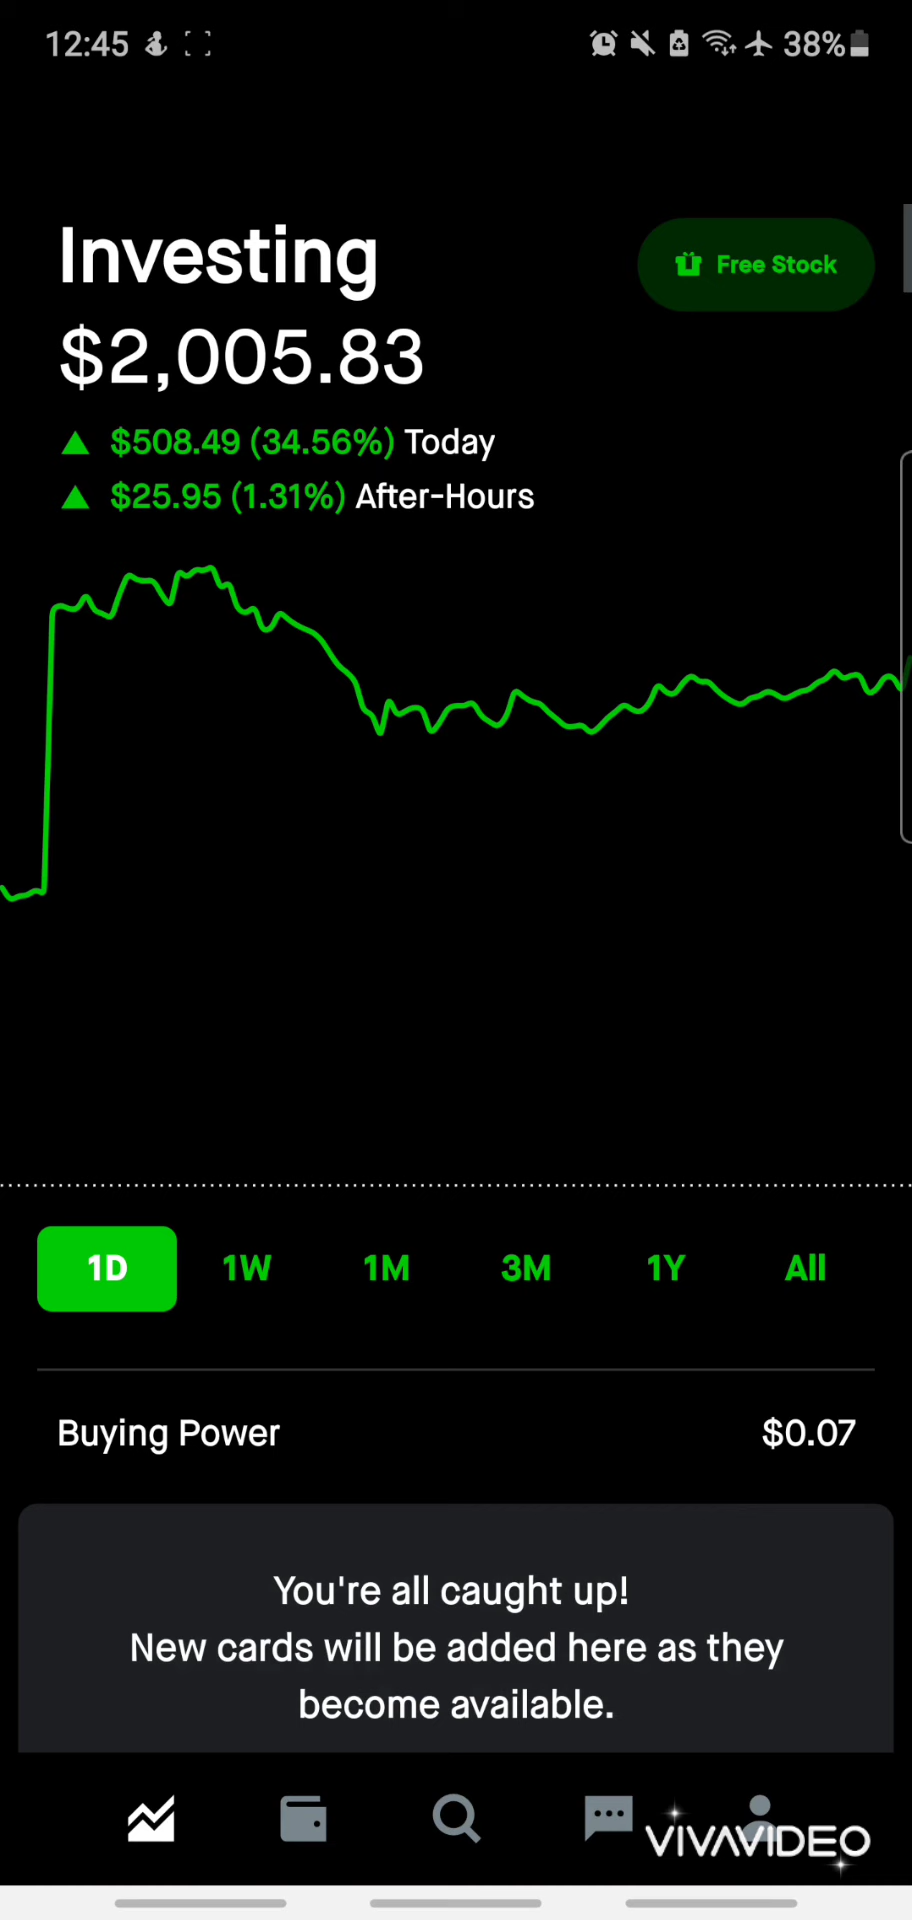 12:45 38%
Investing
Free Stock
$2,005.83
$508.49 (34.56%) Today
$25.95 (1.31%) After-Hours
1D 1W 1M 3M 1Y All
Buying Power $0.07
You're all caught up!
New cards will be added here as they
become available.
VIVAVIDEO